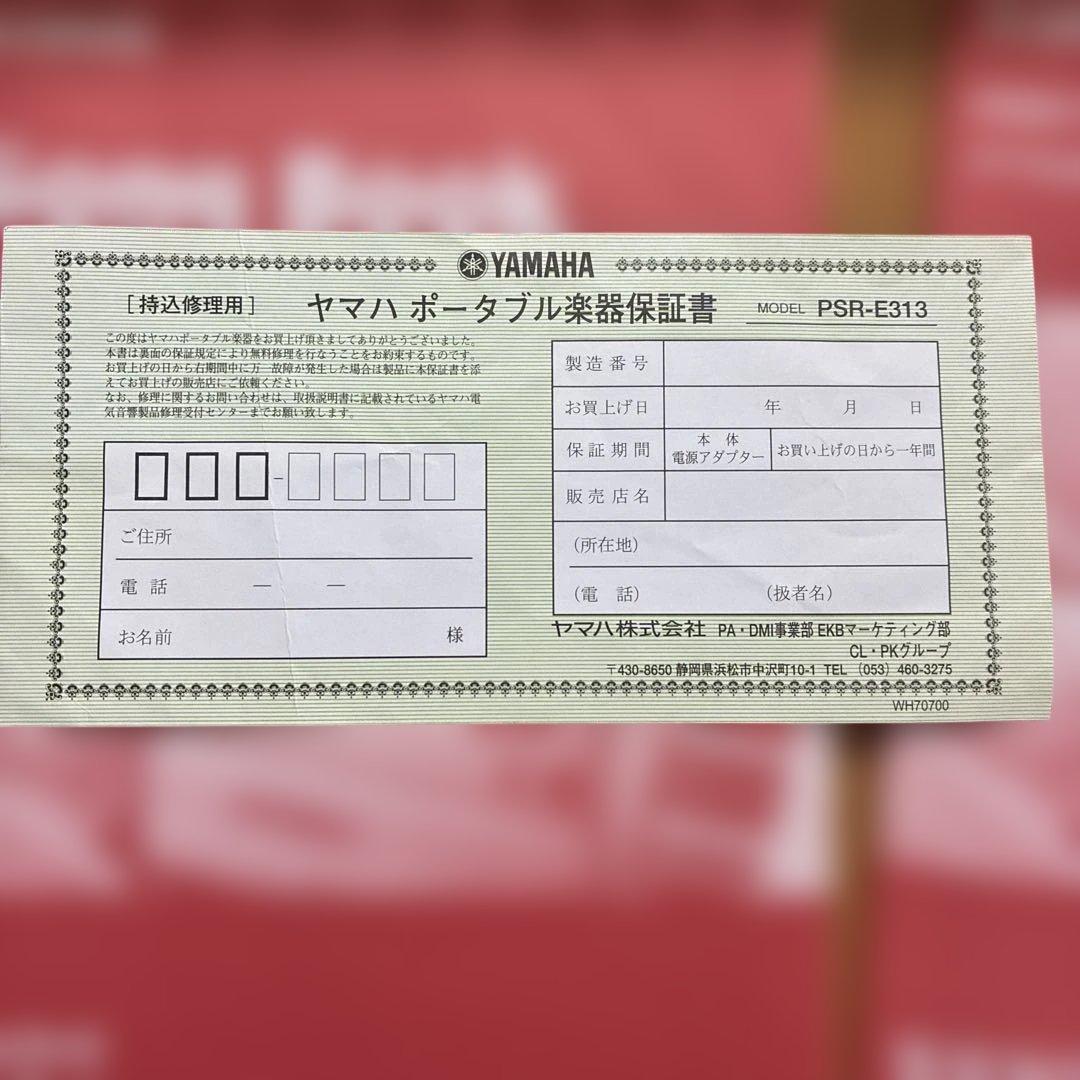 YAMAHA
[持込修理用] ヤマハ ポータブル楽器保証書 MODEL PSR-E313
この度はヤマハポータブル楽器をお買上げ頂きましてありがとうございました。
本書は裏面の保証規定により無料修理を行なうことをお約束するものです。
お買上げの日から右期間中に万一故障が発生した場合は製品に本保証書を添
えてお買上げの販売店にご依頼ください。
なお、修理に関するお問い合わせは、取扱説明書に記載されているヤマハ電
気音響製品修理受付センターまでお願い致します。
-
ご住所
電話 ― ―
お名前 様
製造番号
お買上げ日 年 月 日
保証期間 本体 電源アダプター お買い上げの日から一年間
販売店名
(所在地)
(電 話) (扱者名)
ヤマハ株式会社 PA・DMI事業部 EKBマーケティング部
CL・PKグループ
〒430-8650 静岡県浜松市中沢町10-1 TEL (053) 460-3275
WH70700